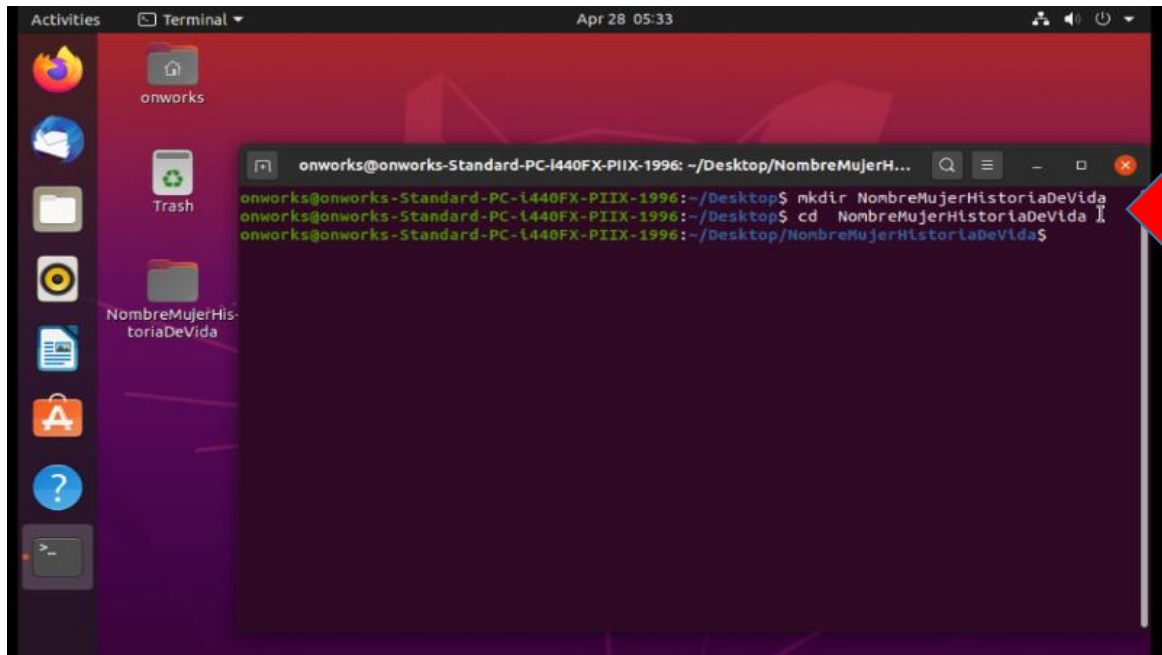 Activities
Terminal
Apr 28 05:33
onworks
Trash
NombreMujerHis-
toriaDeVida
onworks@onworks-Standard-PC-i440FX-PIIX-1996: ~/Desktop/NombreMujerH...
onworks@onworks-Standard-PC-i440FX-PIIX-1996:~/Desktop$ mkdir NombreMujerHistoriaDeVida
onworks@onworks-Standard-PC-i440FX-PIIX-1996:~/Desktop$ cd  NombreMujerHistoriaDeVida
onworks@onworks-Standard-PC-i440FX-PIIX-1996:~/Desktop/NombreMujerHistoriaDeVida$